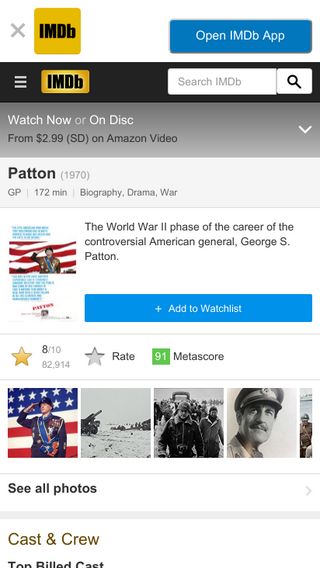 IMDb
Open IMDb App
IMDb
Search IMDb
Watch Now or On Disc
From $2.99 (SD) on Amazon Video
Patton (1970)
GP | 172 min | Biography, Drama, War
The World War II phase of the career of the
controversial American general, George S.
Patton.
PATTON
+ Add to Watchlist
8/10
82,914
Rate
91 Metascore
See all photos
Cast & Crew
Top Billed Cast